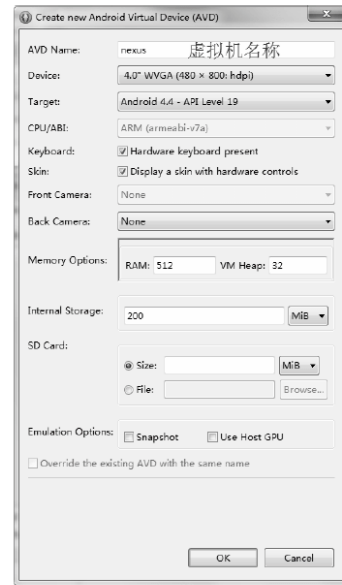 Create new Android Virtual Device (AVD)
AVD Name: nexus 虚拟机名称
Device: 4.0" WVGA (480 × 800: hdpi)
Target: Android 4.4 - API Level 19
CPU/ABI: ARM (armeabi-v7a)
Keyboard: Hardware keyboard present
Skin: Display a skin with hardware controls
Front Camera: None
Back Camera: None
Memory Options: RAM: 512 VM Heap: 32
Internal Storage: 200 MiB
SD Card:
Size: MiB
File: Browse...
Emulation Options: Snapshot Use Host GPU
Override the existing AVD with the same name
OK Cancel